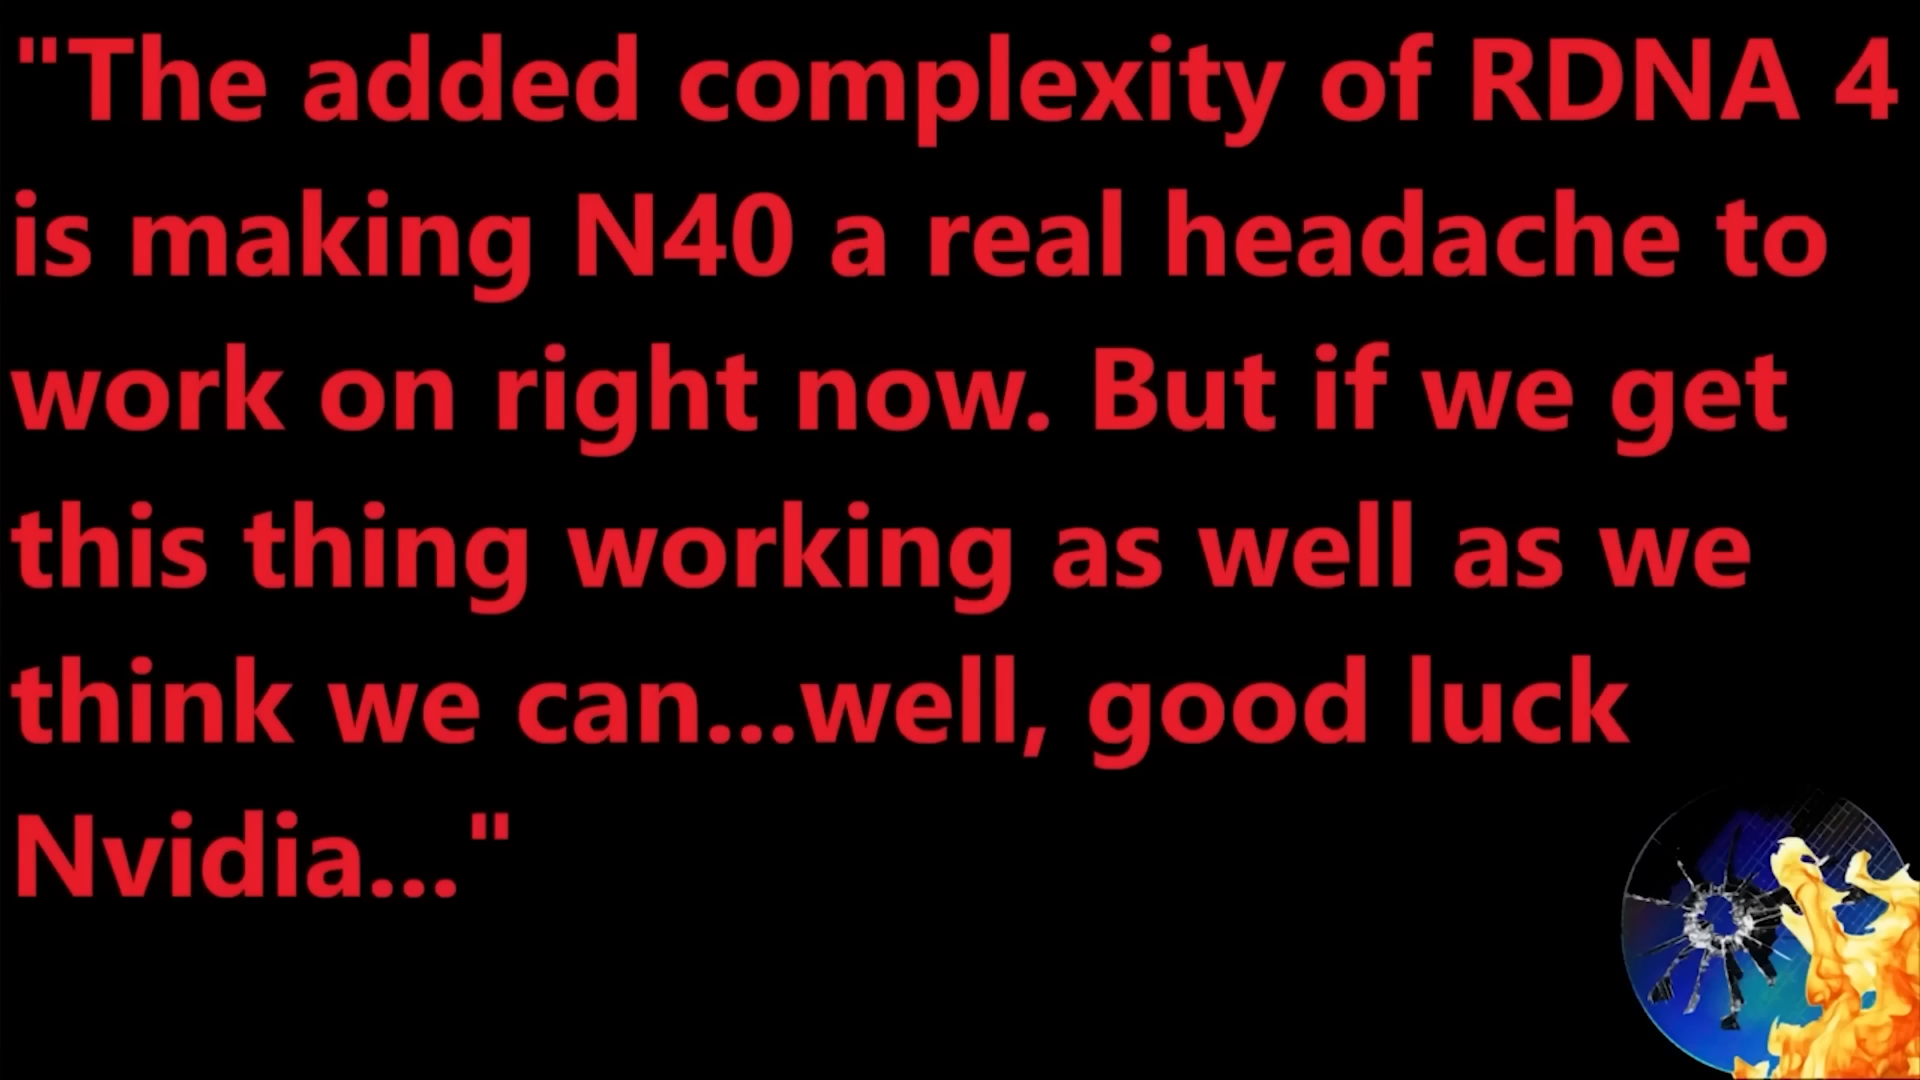 "The added complexity of RDNA 4
is making N40 a real headache to
work on right now. But if we get
this thing working as well as we
think we can...well, good luck
Nvidia..."